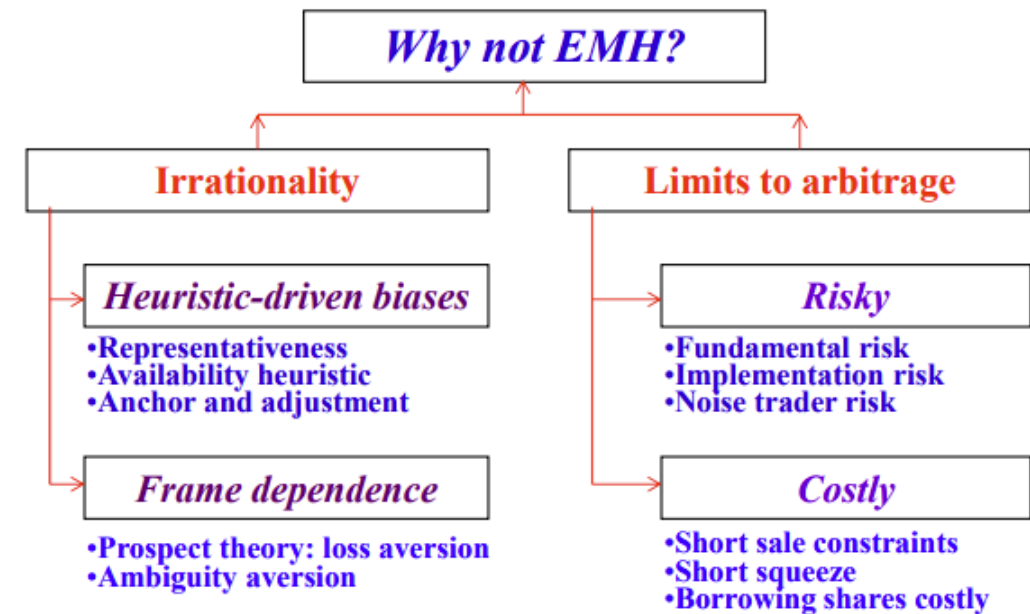 Why not EMH?
Irrationality
Heuristic-driven biases
•Representativeness
•Availability heuristic
•Anchor and adjustment
Frame dependence
•Prospect theory: loss aversion
•Ambiguity aversion
Limits to arbitrage
Risky
•Fundamental risk
•Implementation risk
•Noise trader risk
Costly
•Short sale constraints
•Short squeeze
•Borrowing shares costly